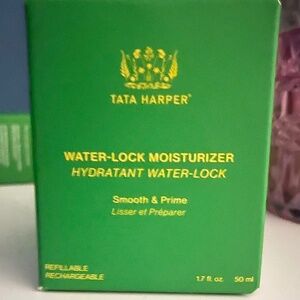 TATA HARPER®
WATER-LOCK MOISTURIZER
HYDRATANT WATER-LOCK
Smooth & Prime
Lisser et Préparer
REFILLABLE
RECHARGEABLE
1.7 fl. oz. 50 ml